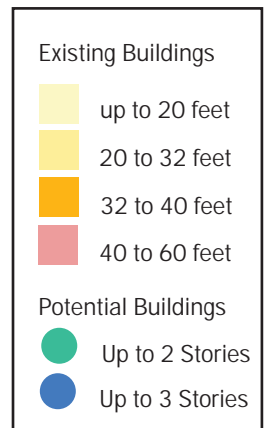 Existing Buildings
up to 20 feet
20 to 32 feet
32 to 40 feet
40 to 60 feet
Potential Buildings
Up to 2 Stories
Up to 3 Stories